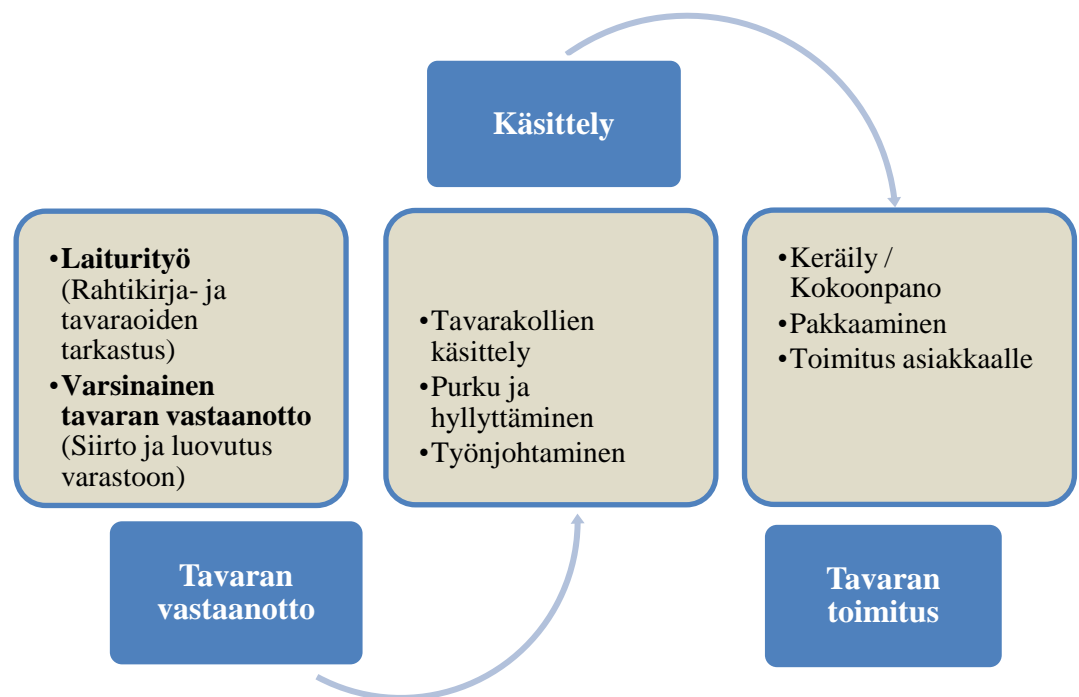 Käsittely
•Laiturityö
(Rahtikirja- ja
tavaraoiden
tarkastus)
•Varsinainen
tavaran vastaanotto
(Siirto ja luovutus
varastoon)
Tavaran
vastaanotto
•Tavarakollien
käsittely
•Purku ja
hyllyttäminen
•Työnjohtaminen
•Keräily /
Kokoonpano
•Pakkaaminen
•Toimitus asiakkaalle
Tavaran
toimitus